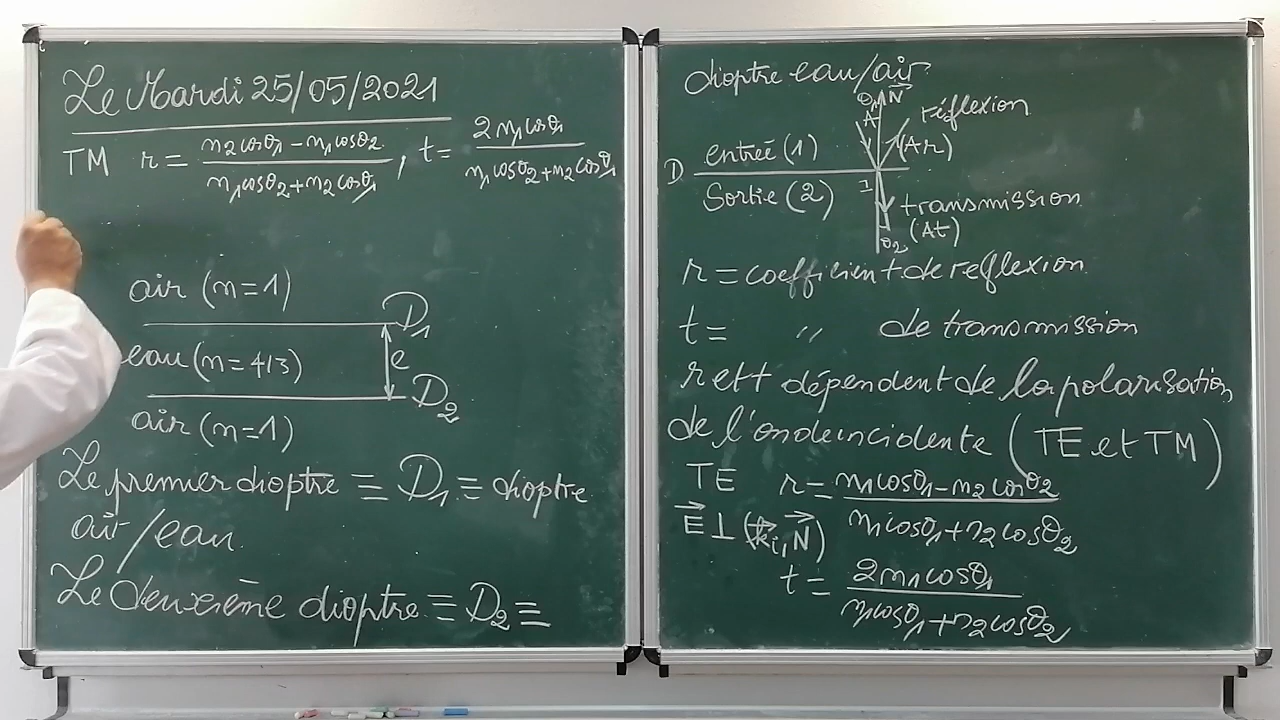 Le Mardi 25/05/2021
TM r = (n2cosθ1 - n1cosθ2)/(n1cosθ2 + n2cosθ1), t = 2n1cosθ1/(n1cosθ2 + n2cosθ1)
air (n=1)
D1
eau (n=4/3)
e
D2
air (n=1)
Le premier dioptre ≡ D1 ≡ dioptre
air/eau.
Le deuxième dioptre ≡ D2 ≡
dioptre eau/air
θ1 N
A réflexion
entrée (1) (Ar)
D
Sortie (2) I transmission
(At)
θ2
r = coefficient de reflexion
t = " de transmission
r et t dépendent de la polarisation
de l'onde incidente (TE et TM)
TE r = (n1cosθ1 - n2cosθ2)/(n1cosθ1 + n2cosθ2)
E⊥(ki, N)
t = 2n1cosθ1/(n1cosθ1 + n2cosθ2)